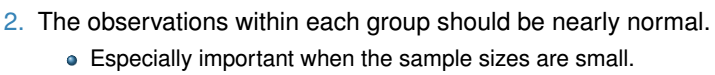 2. The observations within each group should be nearly normal.
Especially important when the sample sizes are small.